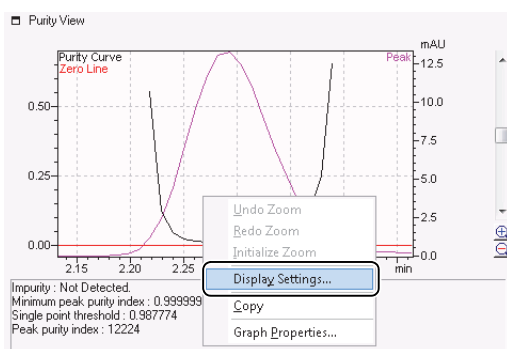 Purity View
mAU
Purity Curve
Peak
Zero Line
12.5
0.50
10.0
7.5
0.25
5.0
2.5
0.00
0.0
2.15 2.20 2.25
min
Undo Zoom
Redo Zoom
Initialize Zoom
Display Settings...
Copy
Graph Properties...
Impurity : Not Detected.
Minimum peak purity index : 0.999999
Single point threshold : 0.987774
Peak purity index : 12224